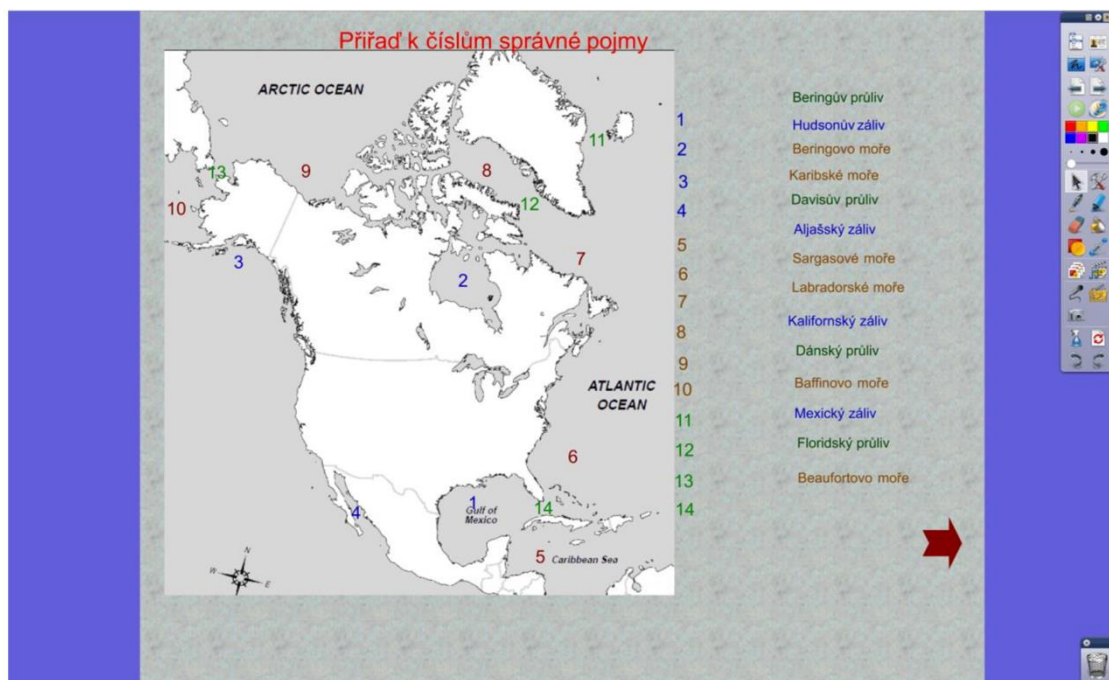 Přiřaď k číslům správné pojmy
ARCTIC OCEAN
11
13
9
8
10
12
3
2
7
ATLANTIC
OCEAN
6
4
1
Gulf of
Mexico
14
5
Caribbean Sea
N
W
E
S
1
2
3
4
5
6
7
8
9
10
11
12
13
14
Beringův průliv
Hudsonův záliv
Beringovo moře
Karibské moře
Davisův průliv
Aljašský záliv
Sargasové moře
Labradorské moře
Kalifornský záliv
Dánský průliv
Baffinovo moře
Mexický záliv
Floridský průliv
Beaufortovo moře